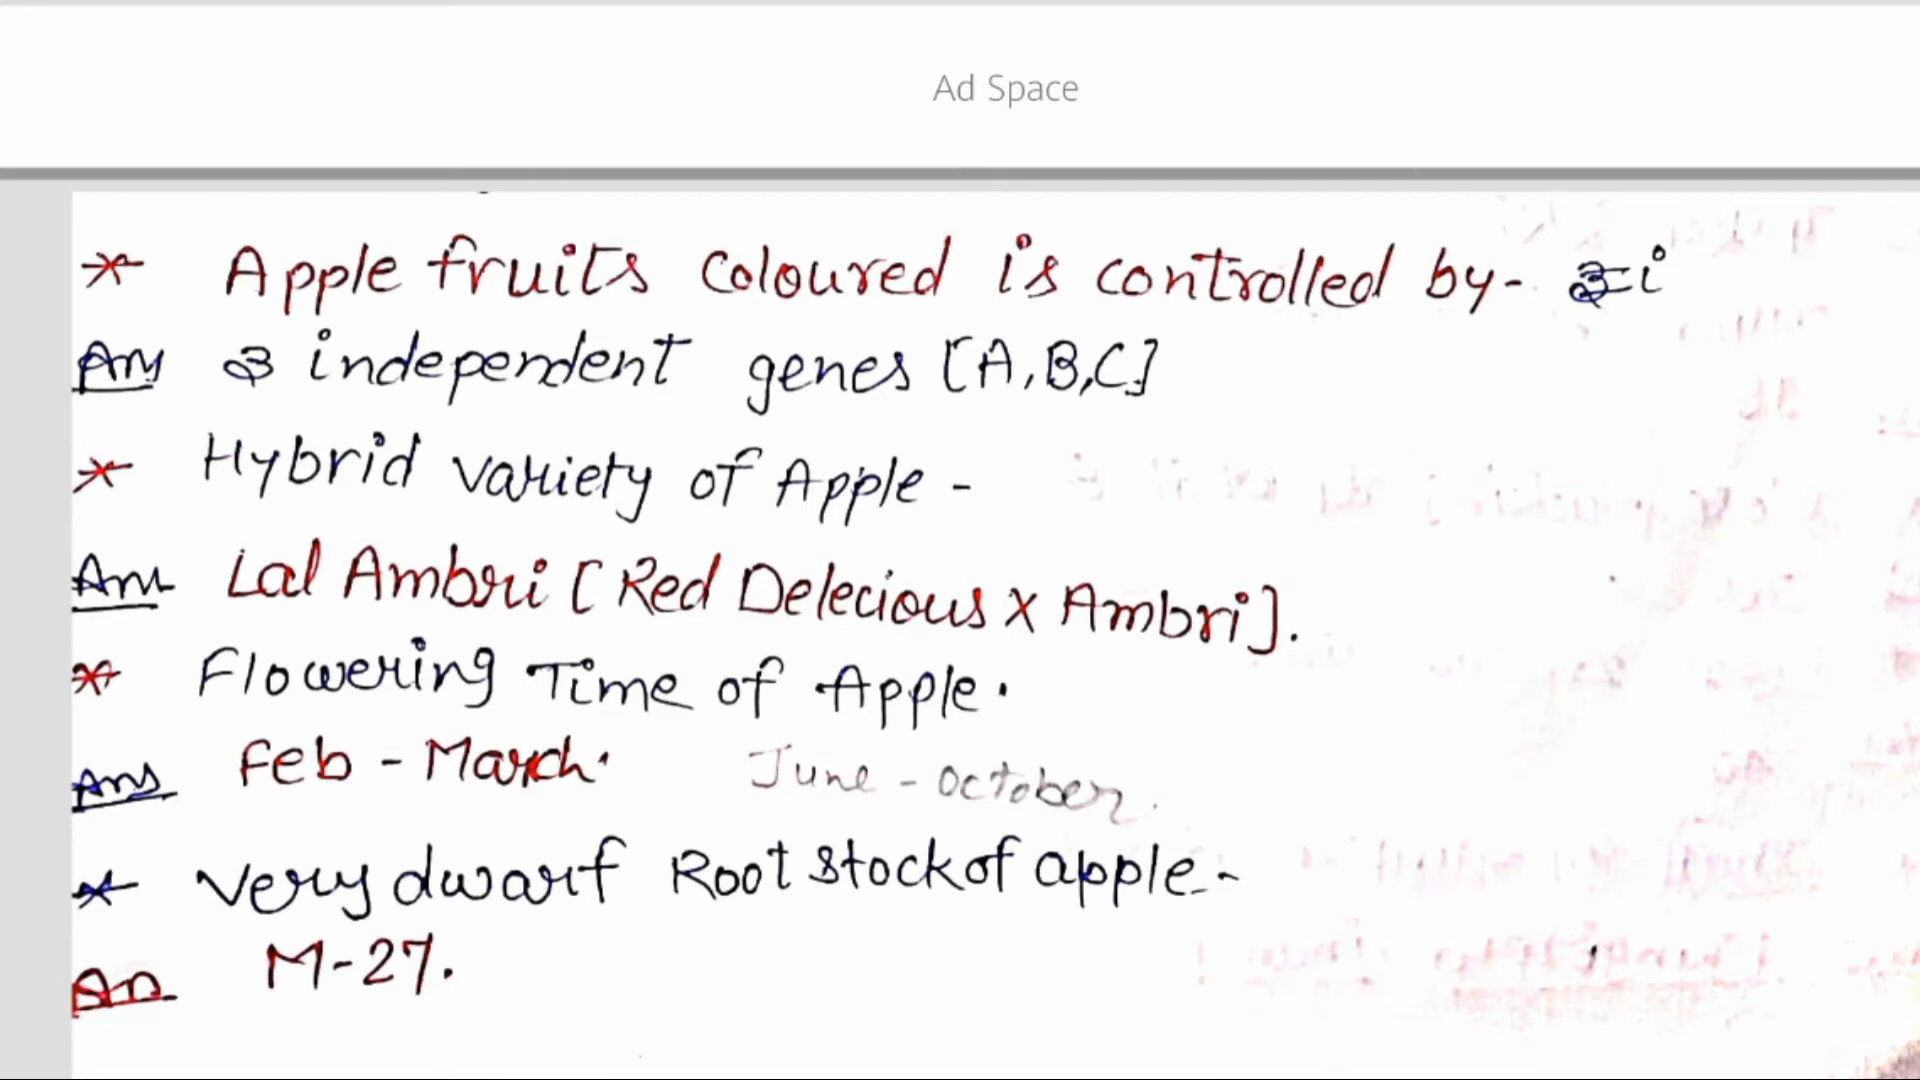 Ad Space
* Apple fruits coloured is controlled by- i
Ans 3 independent genes [A,B,C]
* Hybrid variety of Apple -
Ans Lal Ambri [Red Delecious x Ambri].
* Flowering Time of Apple.
Ans Feb - March. June - October.
* Very dwarf Root stock of apple.-
An M-27.